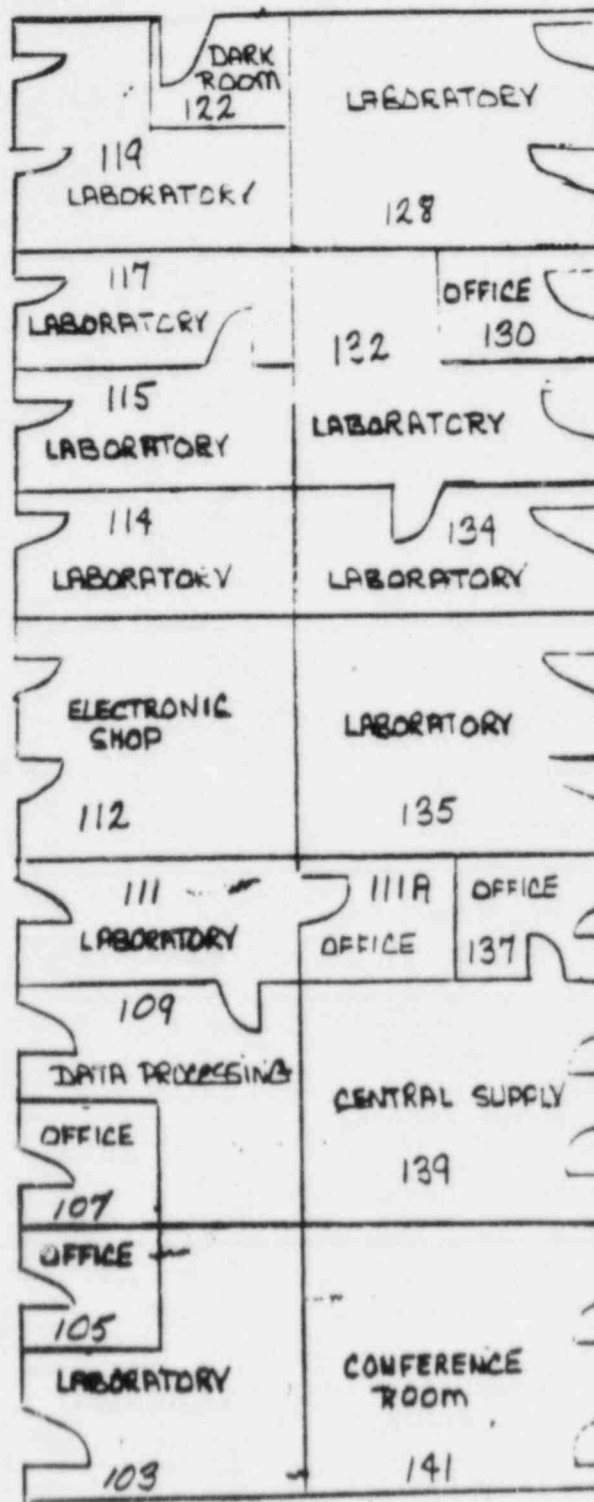 DARK
ROOM
122
119
LABORATORY
LABORATORY
128
117
LABORATORY
132
LABORATORY
OFFICE
130
115
LABORATORY
114
LABORATORY
134
LABORATORY
ELECTRONIC
SHOP
112
LABORATORY
135
111
LABORATORY
111A
OFFICE
OFFICE
137
109
DATA PROCESSING
CENTRAL SUPPLY
139
OFFICE
107
OFFICE
105
LABORATORY
103
CONFERENCE
ROOM
141